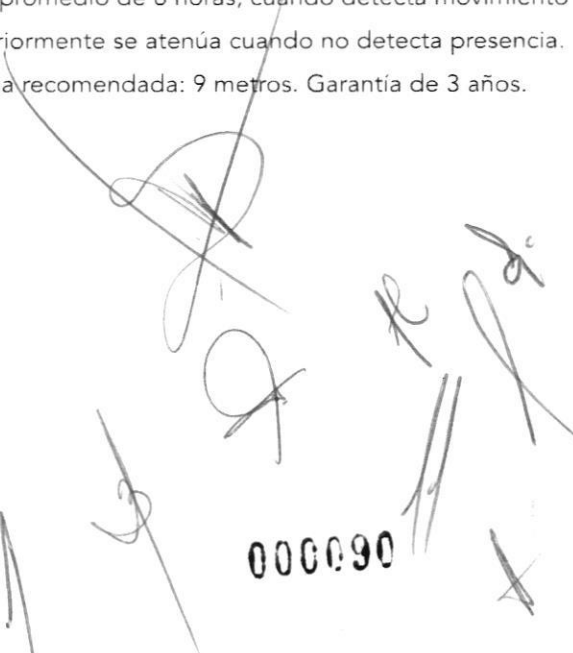 promedio de 8 horas, cuando detecta movimiento
riormente se atenúa cuando no detecta presencia.
a recomendada: 9 metros. Garantía de 3 años.
000090